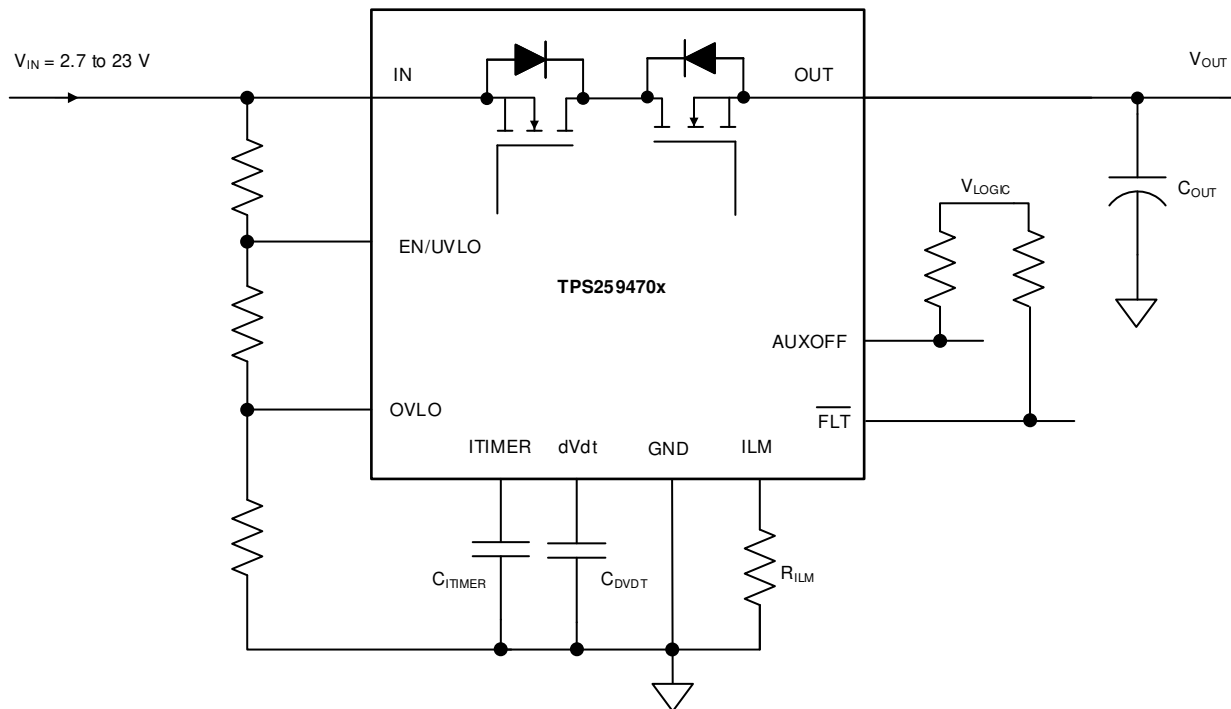 V_IN = 2.7 to 23 V
IN
OUT
V_OUT
V_LOGIC
C_OUT
EN/UVLO
TPS259470x
AUXOFF
OVLO
FLT
ITIMER
dVdt
GND
ILM
C_ITIMER
C_DVDT
R_ILM